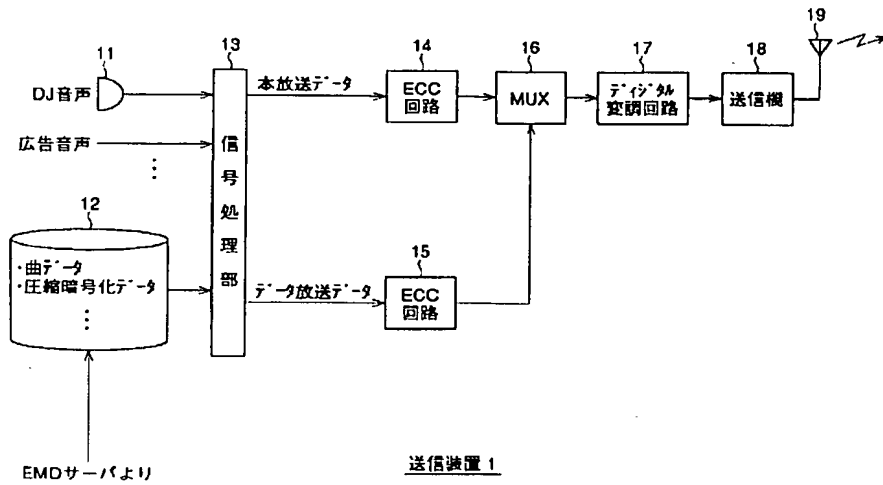 19
11
13
14
16
17
18
DJ音声
本放送データ
ECC
回路
MUX
ディジタル
変調回路
送信機
広告音声
⋮
信号処理部
12
・曲データ
・圧縮暗号化データ
⋮
15
データ放送データ
ECC
回路
EMDサーバより
送信装置1